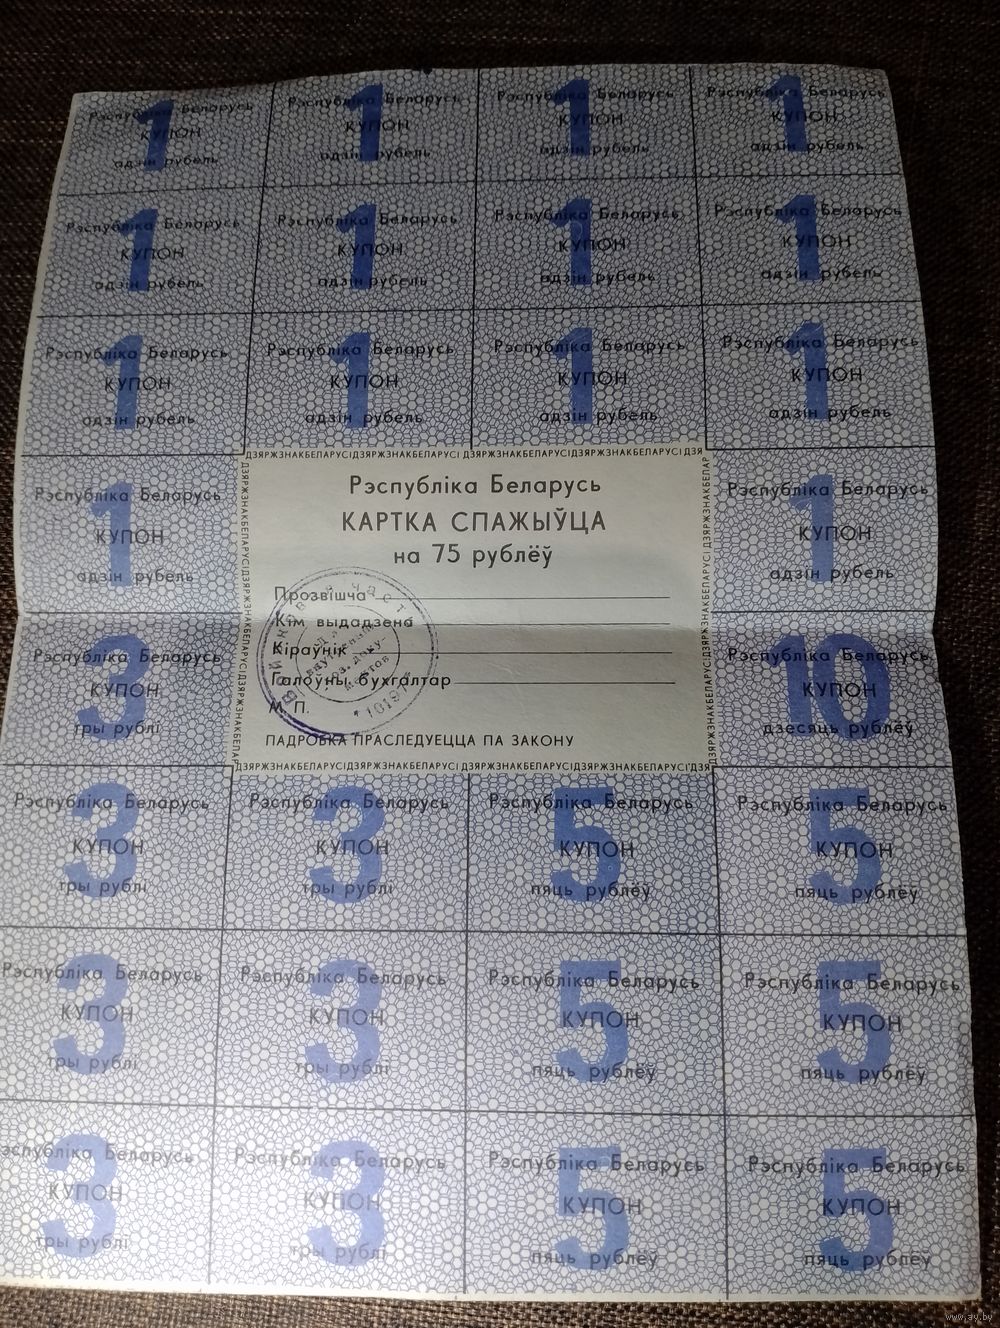 Рэспубліка Беларусь Рэспубліка Беларусь Рэспубліка Беларусь Рэспубліка Беларусь
1 1 1 1
КУПОН КУПОН КУПОН КУПОН
адзін рубель адзін рубель адзін рубель адзін рубель
Рэспубліка Беларусь Рэспубліка Беларусь Рэспубліка Беларусь Рэспубліка Беларусь
1 1 1 1
КУПОН КУПОН КУПОН КУПОН
адзін рубель адзін рубель адзін рубель адзін рубель
Рэспубліка Беларусь Рэспубліка Беларусь Рэспубліка Беларусь Рэспубліка Беларусь
1 1 1 1
КУПОН КУПОН КУПОН КУПОН
адзін рубель адзін рубель адзін рубель адзін рубель
ДЗЯРЖЗНАКБЕЛАРУСІДЗЯРЖЗНАКБЕЛАРУСІДЗЯРЖЗНАКБЕЛАРУСІДЗЯРЖЗНАКБЕЛАРУСІДЗЯ
Рэспубліка Беларусь
1
КУПОН
адзін рубель
Рэспубліка Беларусь
КАРТКА СПАЖЫЎЦА
на 75 рублёў
Прозвішча
Кім выдадзена
Кіраўнік
Галоўны бухгалтар
М. П.
ПАДРОБКА ПРАСЛЕДУЕЦЦА ПА ЗАКОНУ
Рэспубліка Беларусь
1
КУПОН
адзін рубель
Рэспубліка Беларусь
3
КУПОН
тры рублі
Рэспубліка Беларусь
10
КУПОН
дзесяць рублёў
ДЗЯРЖЗНАКБЕЛАРУСІДЗЯРЖЗНАКБЕЛАРУСІДЗЯРЖЗНАКБЕЛАРУСІДЗЯРЖЗНАКБЕЛАРУСІДЗЯ
Рэспубліка Беларусь Рэспубліка Беларусь Рэспубліка Беларусь Рэспубліка Беларусь
3 3 5 5
КУПОН КУПОН КУПОН КУПОН
тры рублі тры рублі пяць рублёў пяць рублёў
Рэспубліка Беларусь Рэспубліка Беларусь Рэспубліка Беларусь Рэспубліка Беларусь
3 3 5 5
КУПОН КУПОН КУПОН КУПОН
тры рублі тры рублі пяць рублёў пяць рублёў
эспубліка Беларусь Рэспубліка Беларусь Рэспубліка Беларусь Рэспубліка Беларусь
3 3 5 5
КУПОН КУПОН КУПОН КУПОН
тры рублі тры рублі пяць рублёў пяць рублёў
www.ay.by